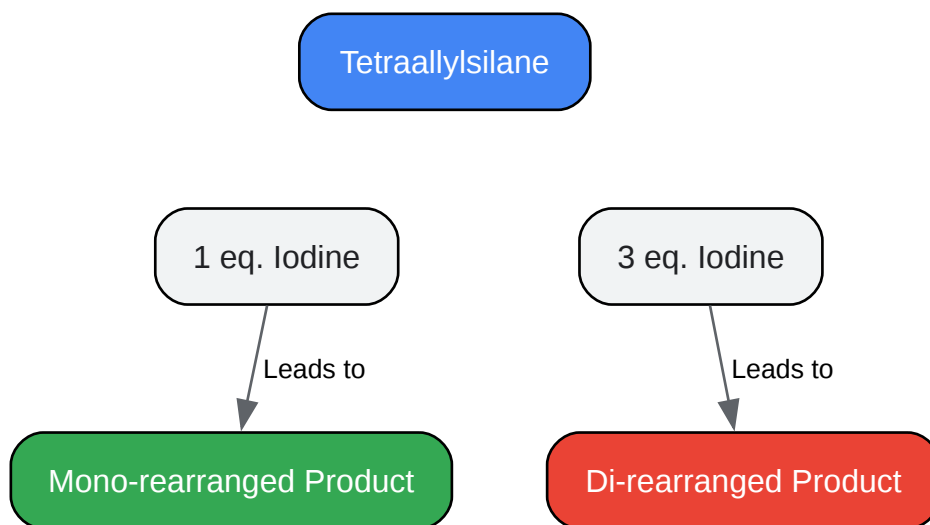 Tetraallylsilane
1 eq. Iodine
3 eq. Iodine
Leads to
Leads to
Mono-rearranged Product
Di-rearranged Product